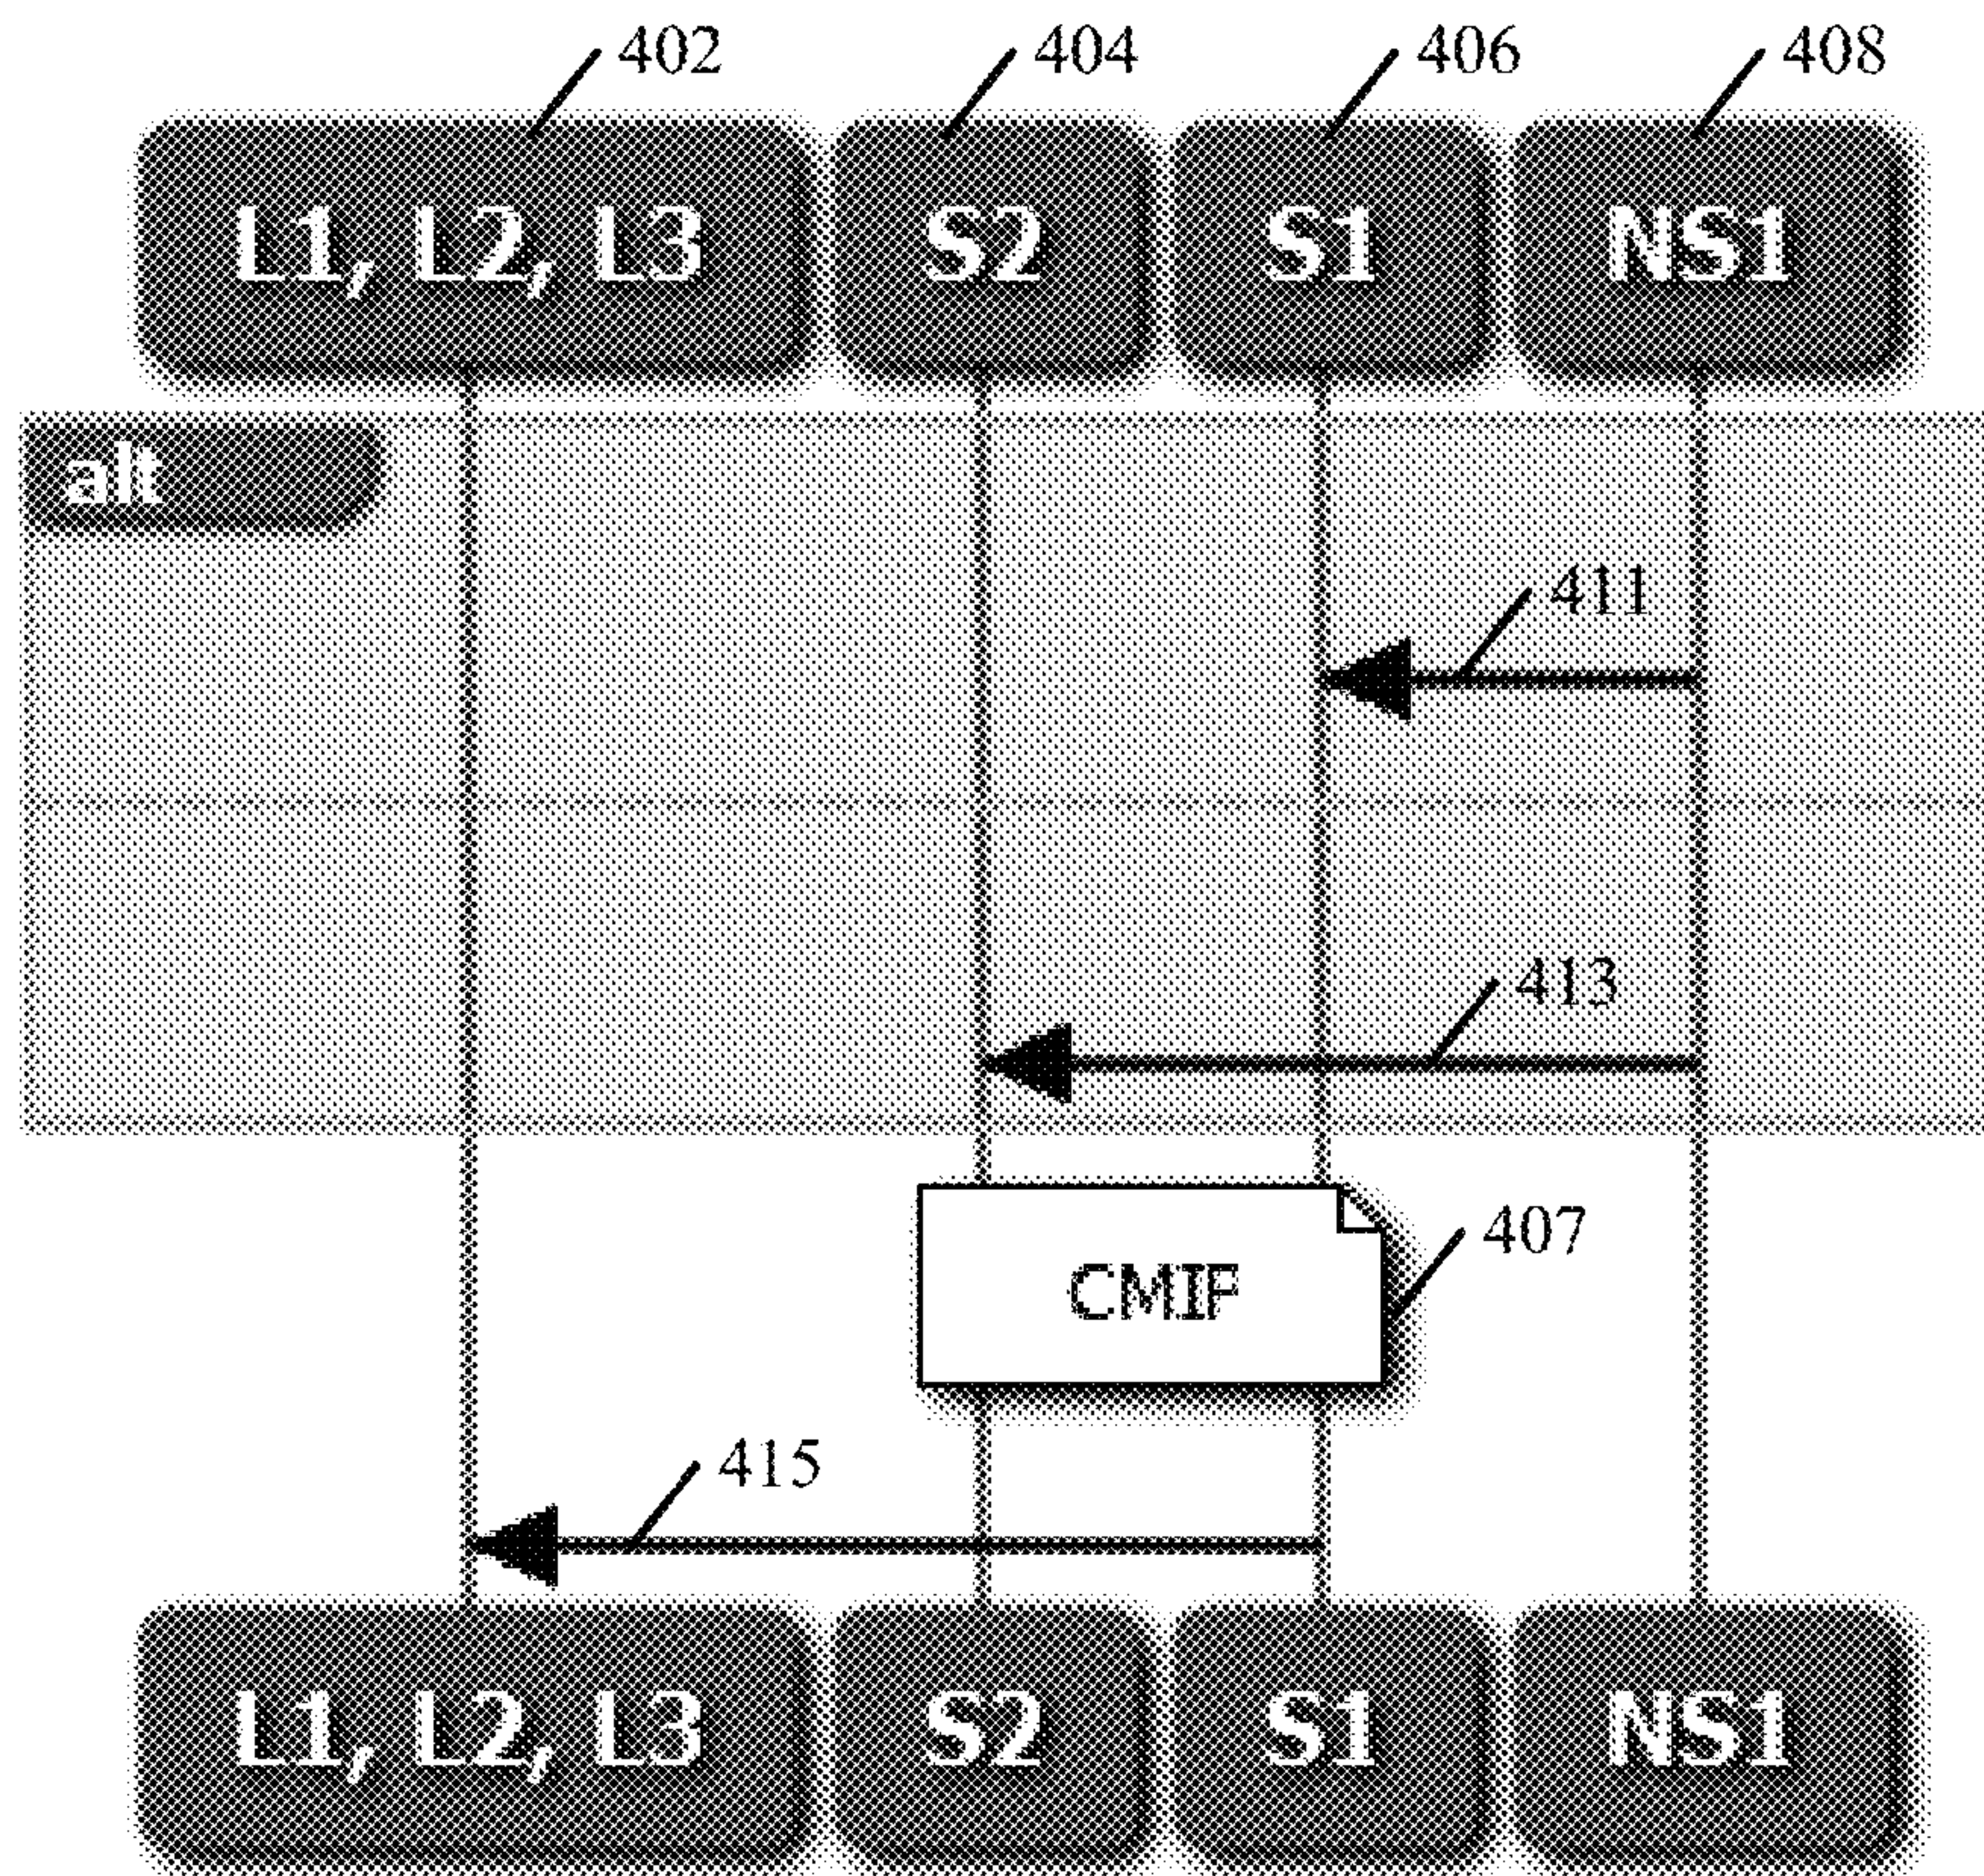 402 404 406 408
L1, L2, L3 S2 S1 NS1
alt
411
413
407
CMIF
415
L1, L2, L3 S2 S1 NS1